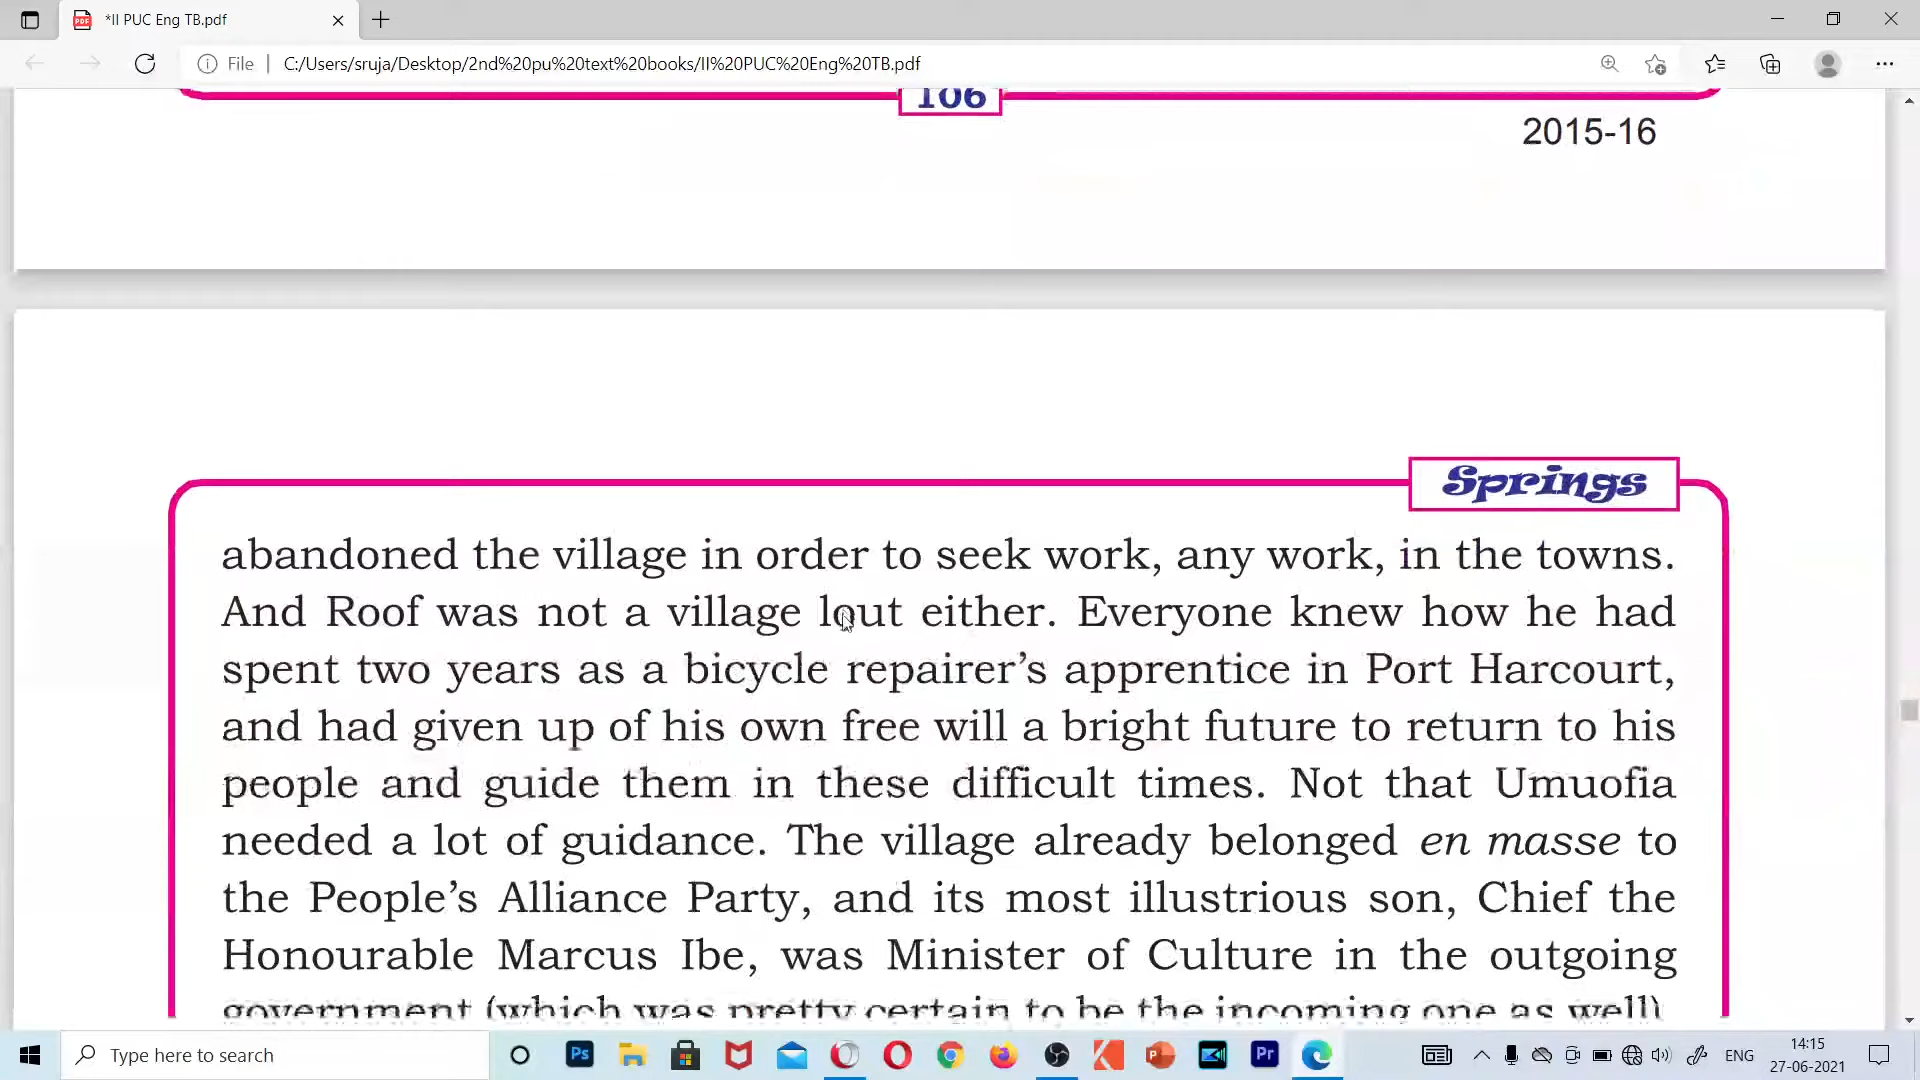 *II PUC Eng TB.pdf
File
C:/Users/sruja/Desktop/2nd%20pu%20text%20books/II%20PUC%20Eng%20TB.pdf
106
2015-16
Springs
abandoned the village in order to seek work, any work, in the towns.
And Roof was not a village lout either. Everyone knew how he had
spent two years as a bicycle repairer’s apprentice in Port Harcourt,
and had given up of his own free will a bright future to return to his
people and guide them in these difficult times. Not that Umuofia
needed a lot of guidance. The village already belonged en masse to
the People’s Alliance Party, and its most illustrious son, Chief the
Honourable Marcus Ibe, was Minister of Culture in the outgoing
government (which was pretty certain to be the incoming one as well).
Type here to search
Ps
Pr
ENG
14:15
27-06-2021